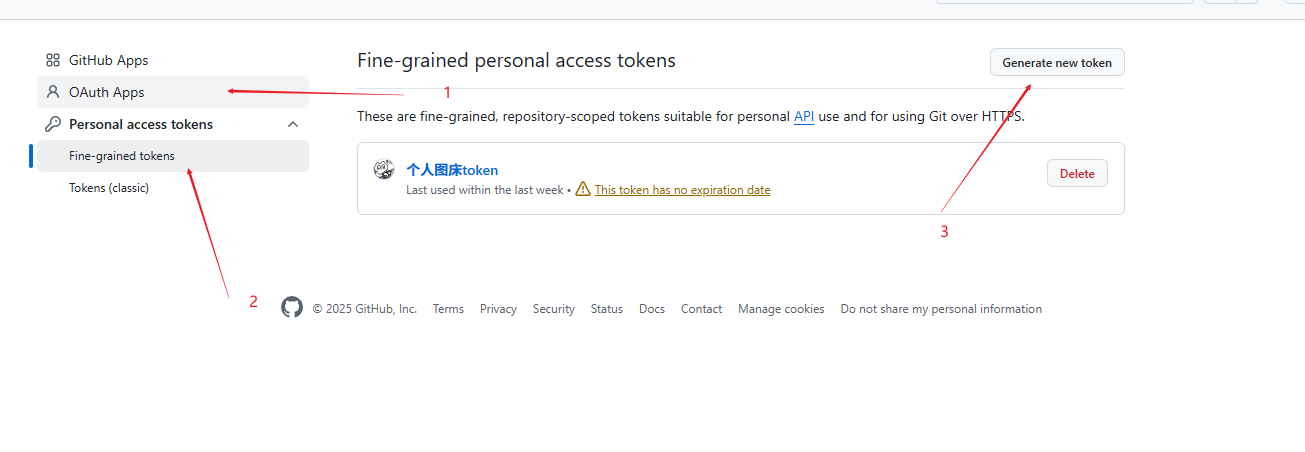 GitHub Apps
OAuth Apps
1
Personal access tokens
Fine-grained tokens
Tokens (classic)
2
Fine-grained personal access tokens
Generate new token
These are fine-grained, repository-scoped tokens suitable for personal API use and for using Git over HTTPS.
个人图床token
Last used within the last week • This token has no expiration date
Delete
3
© 2025 GitHub, Inc. Terms Privacy Security Status Docs Contact Manage cookies Do not share my personal information